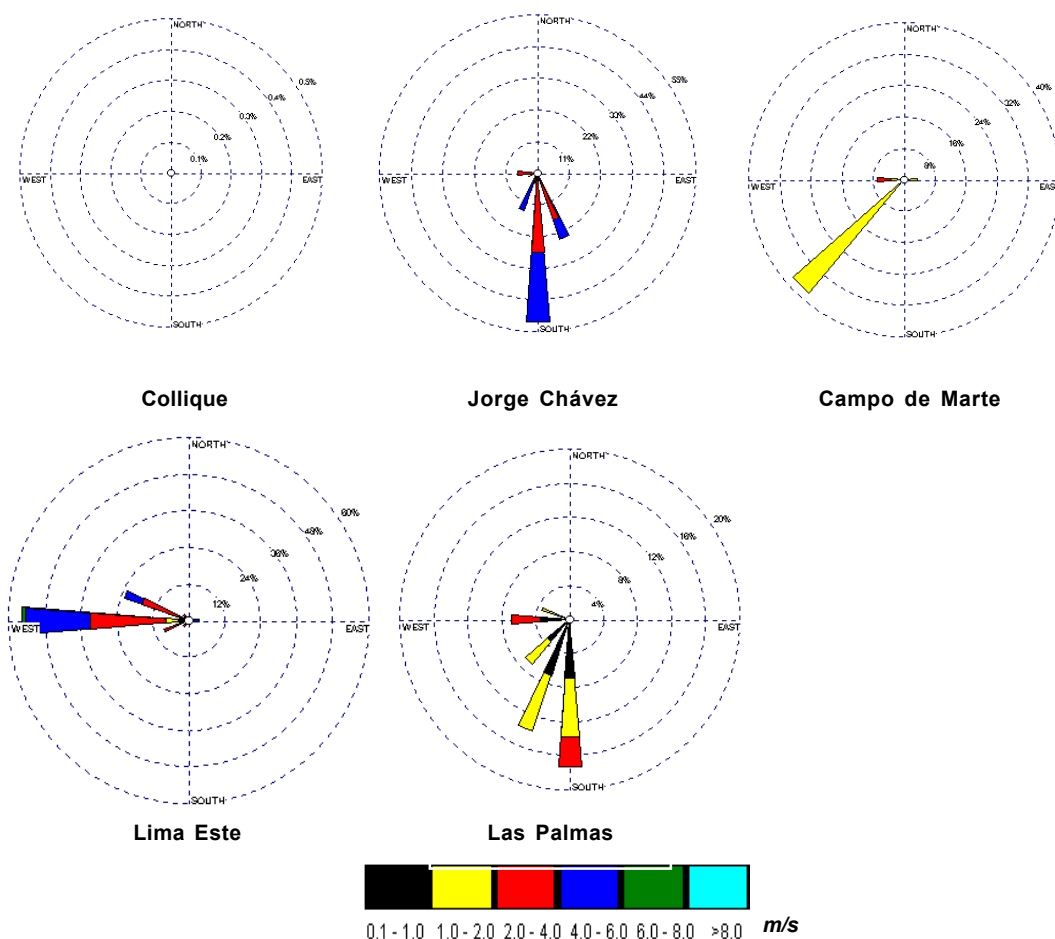 NORTH
0.5%
0.4%
0.3%
0.2%
0.1%
WEST
EAST
SOUTH
Collique
NORTH
55%
44%
33%
22%
11%
WEST
EAST
SOUTH
Jorge Chávez
NORTH
40%
32%
24%
16%
8%
WEST
EAST
SOUTH
Campo de Marte
NORTH
60%
48%
36%
24%
12%
WEST
EAST
SOUTH
Lima Este
NORTH
20%
16%
12%
8%
4%
WEST
EAST
SOUTH
Las Palmas
0.1 - 1.0 1.0 - 2.0 2.0 - 4.0 4.0 - 6.0 6.0 - 8.0 >8.0 m/s